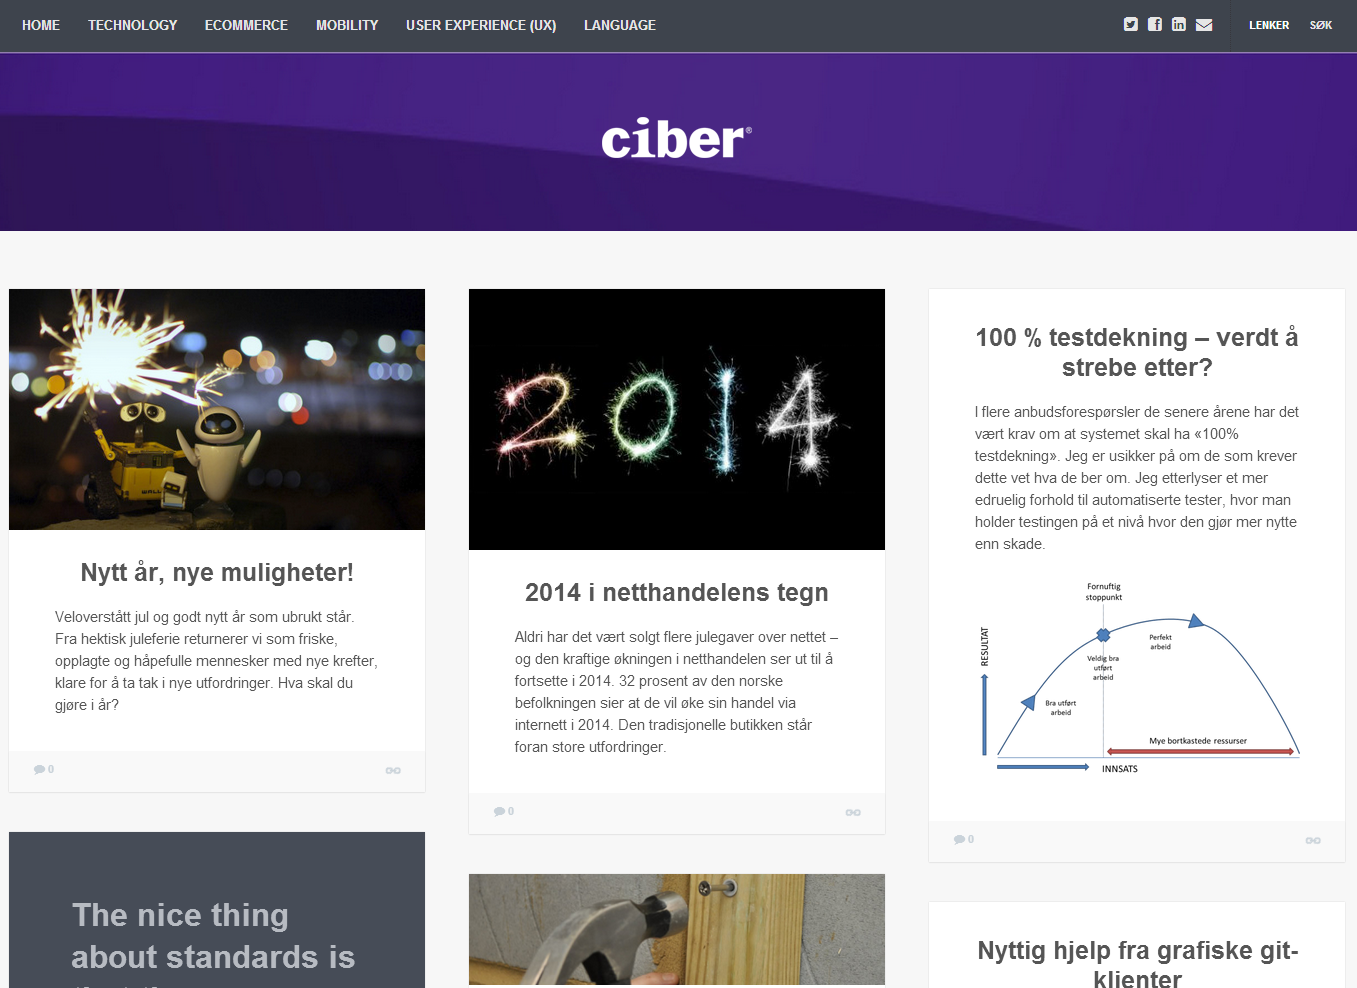 HOME TECHNOLOGY ECOMMERCE MOBILITY USER EXPERIENCE (UX) LANGUAGE LENKER SØK
ciber®
WALL
Nytt år, nye muligheter!
Veloverstått jul og godt nytt år som ubrukt står.
Fra hektisk juleferie returnerer vi som friske,
opplagte og håpefulle mennesker med nye krefter,
klare for å ta tak i nye utfordringer. Hva skal du
gjøre i år?
0
The nice thing
about standards is
2014
2014 i netthandelens tegn
Aldri har det vært solgt flere julegaver over nettet –
og den kraftige økningen i netthandelen ser ut til å
fortsette i 2014. 32 prosent av den norske
befolkningen sier at de vil øke sin handel via
internett i 2014. Den tradisjonelle butikken står
foran store utfordringer.
0
100 % testdekning – verdt å
strebe etter?
I flere anbudsforespørsler de senere årene har det
vært krav om at systemet skal ha «100%
testdekning». Jeg er usikker på om de som krever
dette vet hva de ber om. Jeg etterlyser et mer
edruelig forhold til automatiserte tester, hvor man
holder testingen på et nivå hvor den gjør mer nytte
enn skade.
Fornuftig
stoppunkt
RESULTAT
Perfekt
arbeid
Veldig bra
utført
arbeid
Bra utført
arbeid
Mye bortkastede ressurser
INNSATS
0
Nyttig hjelp fra grafiske git-
klienter